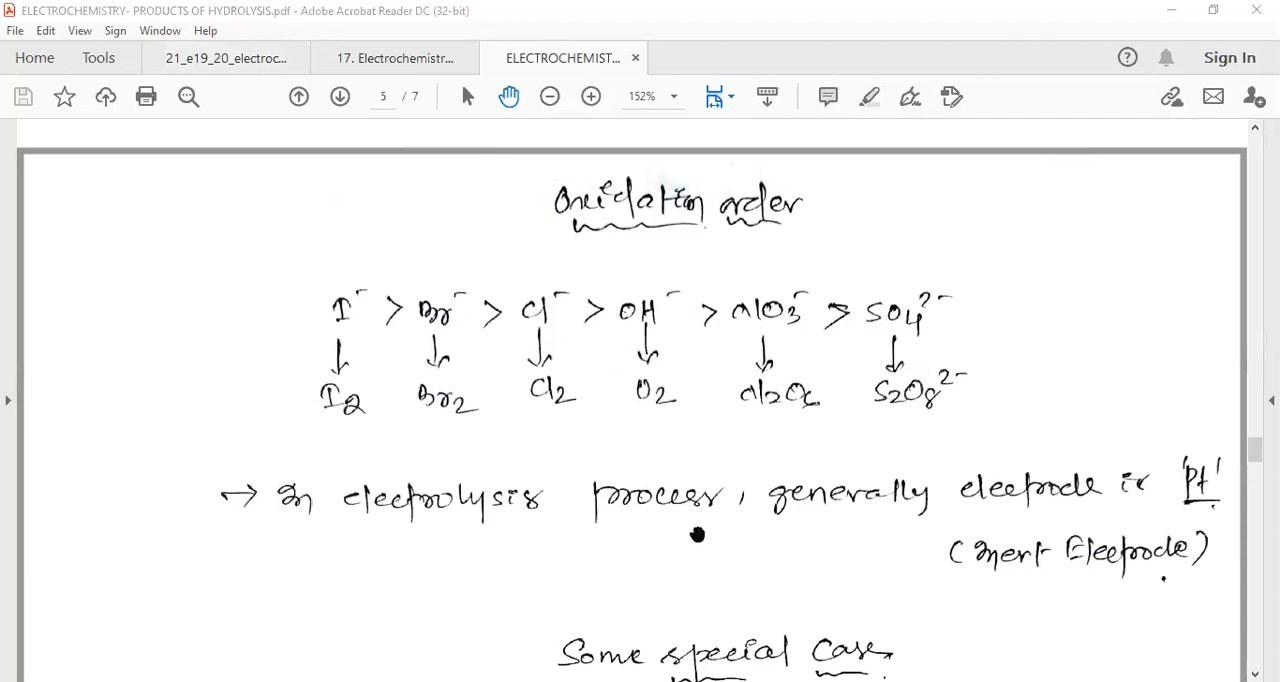 ELECTROCHEMISTRY- PRODUCTS OF HYDROLYSIS.pdf - Adobe Acrobat Reader DC (32-bit)
File Edit View Sign Window Help
Home Tools 21_e19_20_electroc... 17. Electrochemistr... ELECTROCHEMIST... × ? Sign In
5 / 7 152%
Oxidation order
I⁻ > Br⁻ > Cl⁻ > OH⁻ > ClO3⁻ > SO4²⁻
↓ ↓ ↓ ↓ ↓ ↓
I2 Br2 Cl2 O2 Cl2O6 S2O8²⁻
→ In electrolysis process, generally electrode is 'Pt'
(Inert Electrode)
Some special Case.